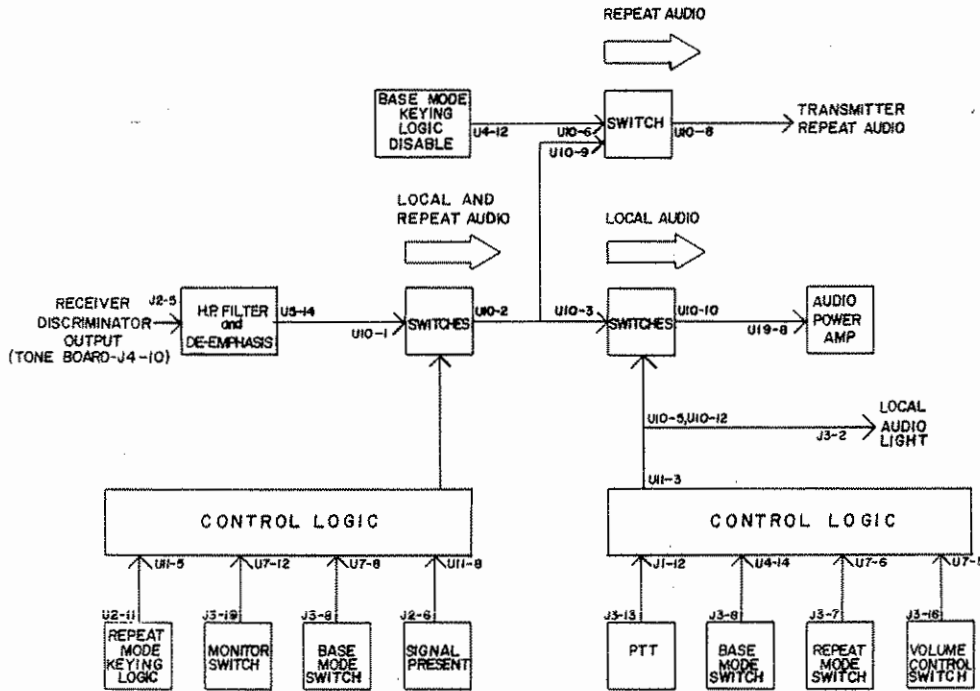 REPEAT AUDIO
BASE MODE
KEYING
LOGIC
DISABLE
U4-12
U10-6
U10-9
SWITCH
U10-8
TRANSMITTER
REPEAT AUDIO
LOCAL AND
REPEAT AUDIO
LOCAL AUDIO
RECEIVER
DISCRIMINATOR
OUTPUT
(TONE BOARD-J4-10)
J2-5
H.P. FILTER
and
DE-EMPHASIS
U5-14
U10-1
SWITCHES
U10-2
U10-3
SWITCHES
U10-10
U19-8
AUDIO
POWER
AMP
U10-5,U10-12
J3-2
LOCAL
AUDIO
LIGHT
U11-3
CONTROL LOGIC
CONTROL LOGIC
U11-5
U7-12
U7-8
U11-8
J1-12
U4-14
U7-6
U2-11
J3-19
J3-8
J2-6
J3-13
J3-8
J3-7
J3-16
REPEAT
MODE
KEYING
LOGIC
MONITOR
SWITCH
BASE
MODE
SWITCH
SIGNAL
PRESENT
PTT
BASE
MODE
SWITCH
REPEAT
MODE
SWITCH
VOLUME
CONTROL
SWITCH